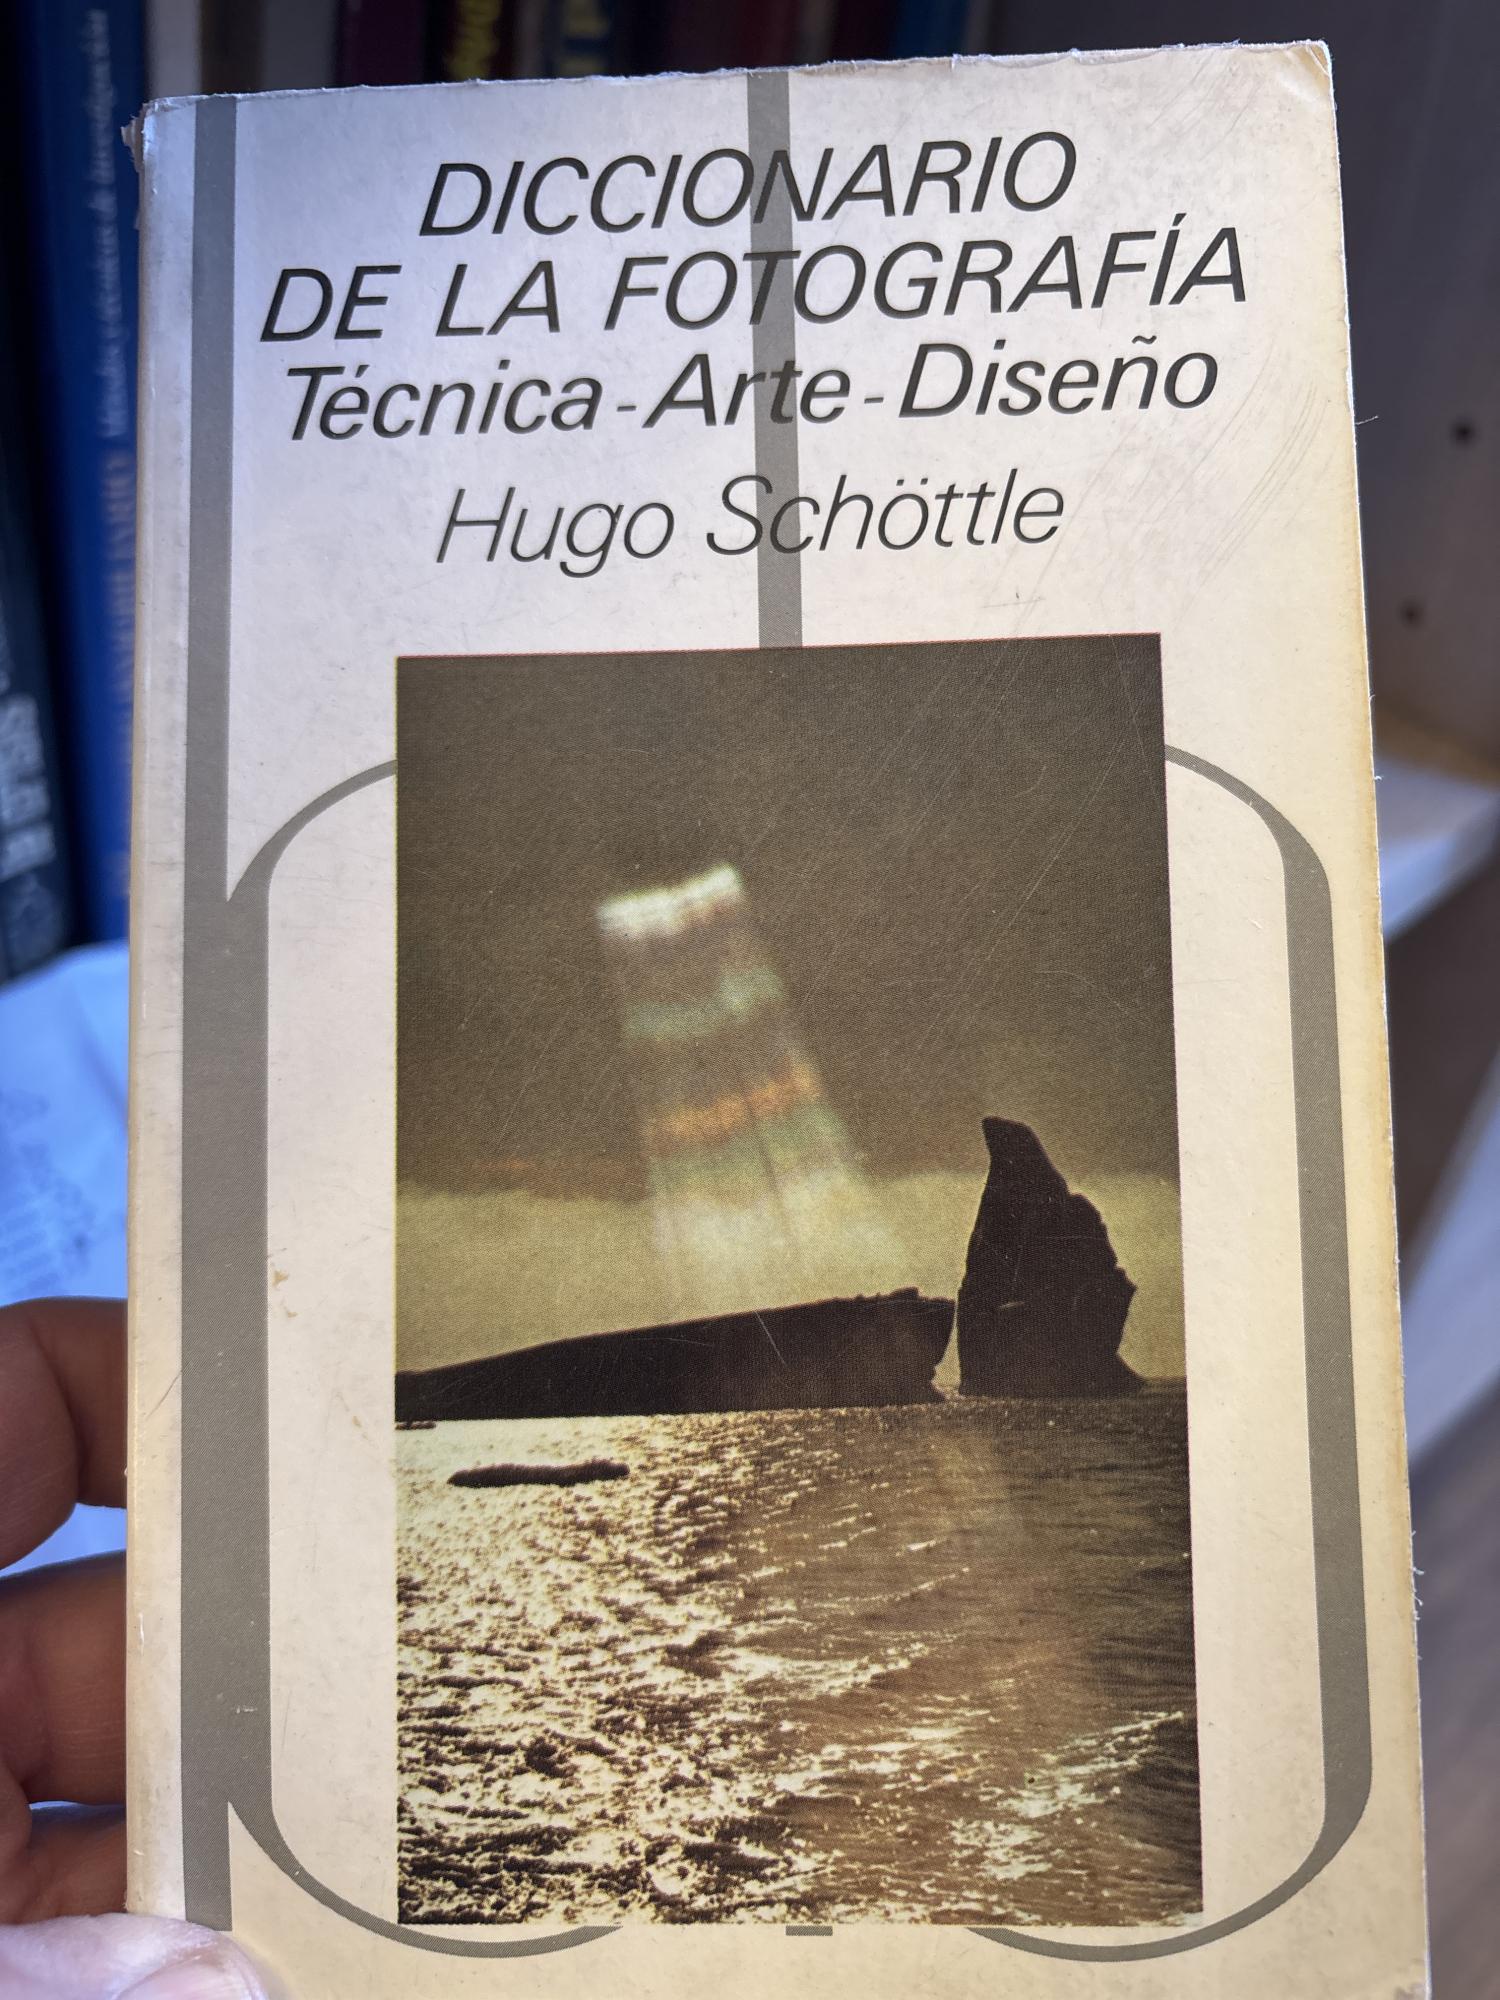 DICCIONARIO
DE LA FOTOGRAFÍA
Técnica - Arte - Diseño
Hugo Schöttle